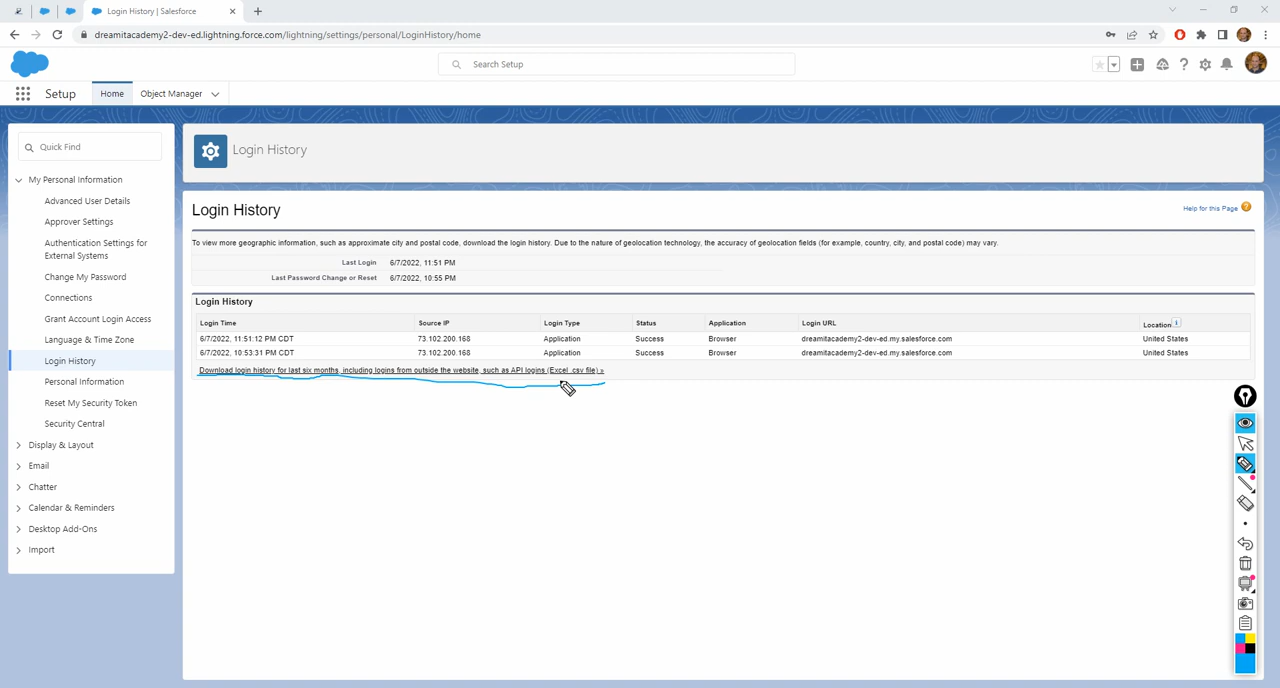 Login History | Salesforce
dreamitacademy2-dev-ed.lightning.force.com/lightning/settings/personal/LoginHistory/home
Search Setup
Setup
Home
Object Manager
Quick Find
My Personal Information
Advanced User Details
Approver Settings
Authentication Settings for
External Systems
Change My Password
Connections
Grant Account Login Access
Language & Time Zone
Login History
Personal Information
Reset My Security Token
Security Central
Display & Layout
Email
Chatter
Calendar & Reminders
Desktop Add-Ons
Import
Login History
Login History
Help for this Page ?
To view more geographic information, such as approximate city and postal code, download the login history. Due to the nature of geolocation technology, the accuracy of geolocation fields (for example, country, city, and postal code) may vary.
Last Login 6/7/2022, 11:51 PM
Last Password Change or Reset 6/7/2022, 10:55 PM
Login History
Login Time Source IP Login Type Status Application Login URL Location i
6/7/2022, 11:51:12 PM CDT 73.102.200.168 Application Success Browser dreamitacademy2-dev-ed.my.salesforce.com United States
6/7/2022, 10:53:31 PM CDT 73.102.200.168 Application Success Browser dreamitacademy2-dev-ed.my.salesforce.com United States
Download login history for last six months, including logins from outside the website, such as API logins (Excel .csv file) »